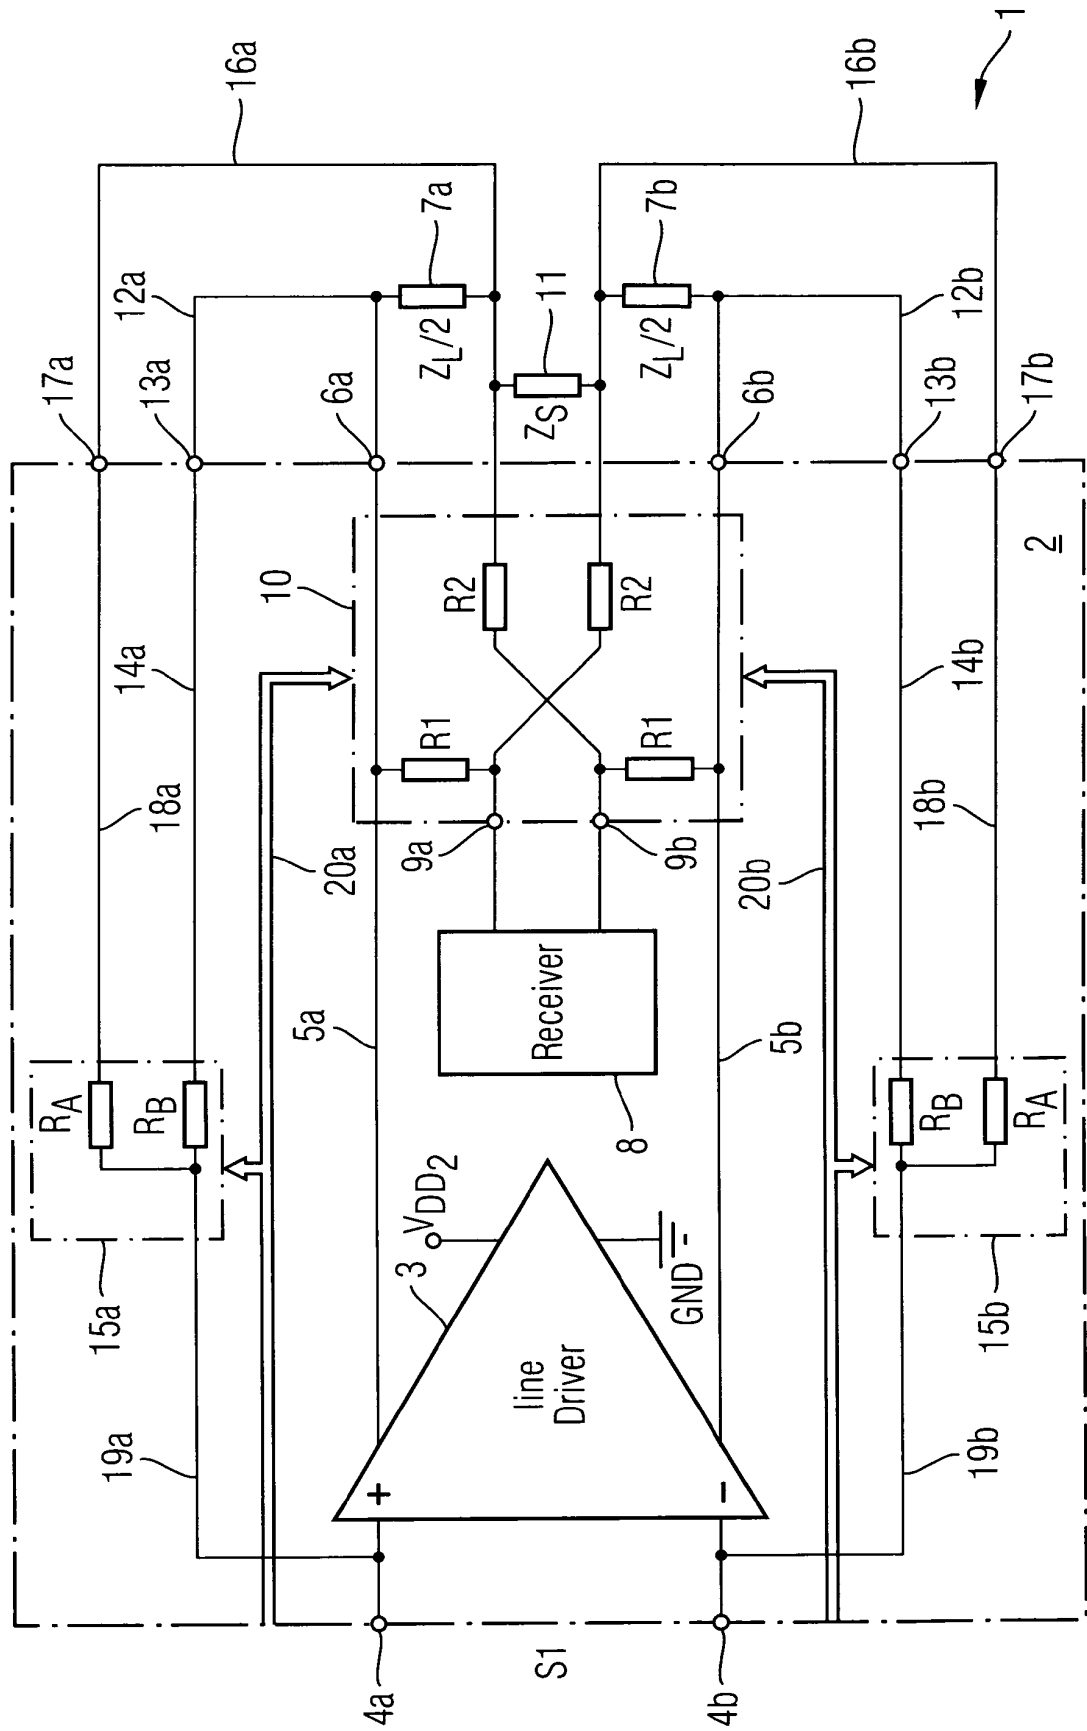 1
16a
16b
7a
7b
Z_L/2
11
Z_S
Z_L/2
12a
12b
17a
13a
6a
6b
13b
17b
2
10
R2
R2
14a
14b
R1
R1
18a
18b
20a
9a
9b
20b
5a
Receiver
5b
R_A
R_B
8
R_B
R_A
V_DD2
3
GND
15a
15b
line
Driver
19a
19b
+
−
4a
S1
4b